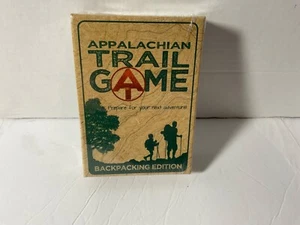 APPALACHIAN
TRAIL
GAME
Prepare for your next adventure
BACKPACKING EDITION